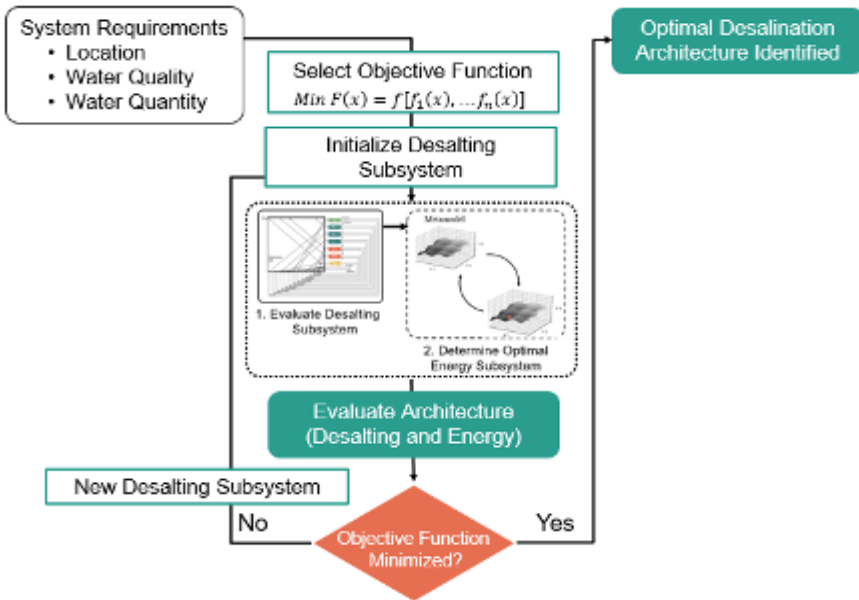 System Requirements
• Location
• Water Quality
• Water Quantity
Optimal Desalination
Architecture Identified
Select Objective Function
Min F(x) = f[f₁(x), … fₙ(x)]
Initialize Desalting
Subsystem
1. Evaluate Desalting
Subsystem
2. Determine Optimal
Energy Subsystem
Evaluate Architecture
(Desalting and Energy)
New Desalting Subsystem
No
Yes
Objective Function
Minimized?